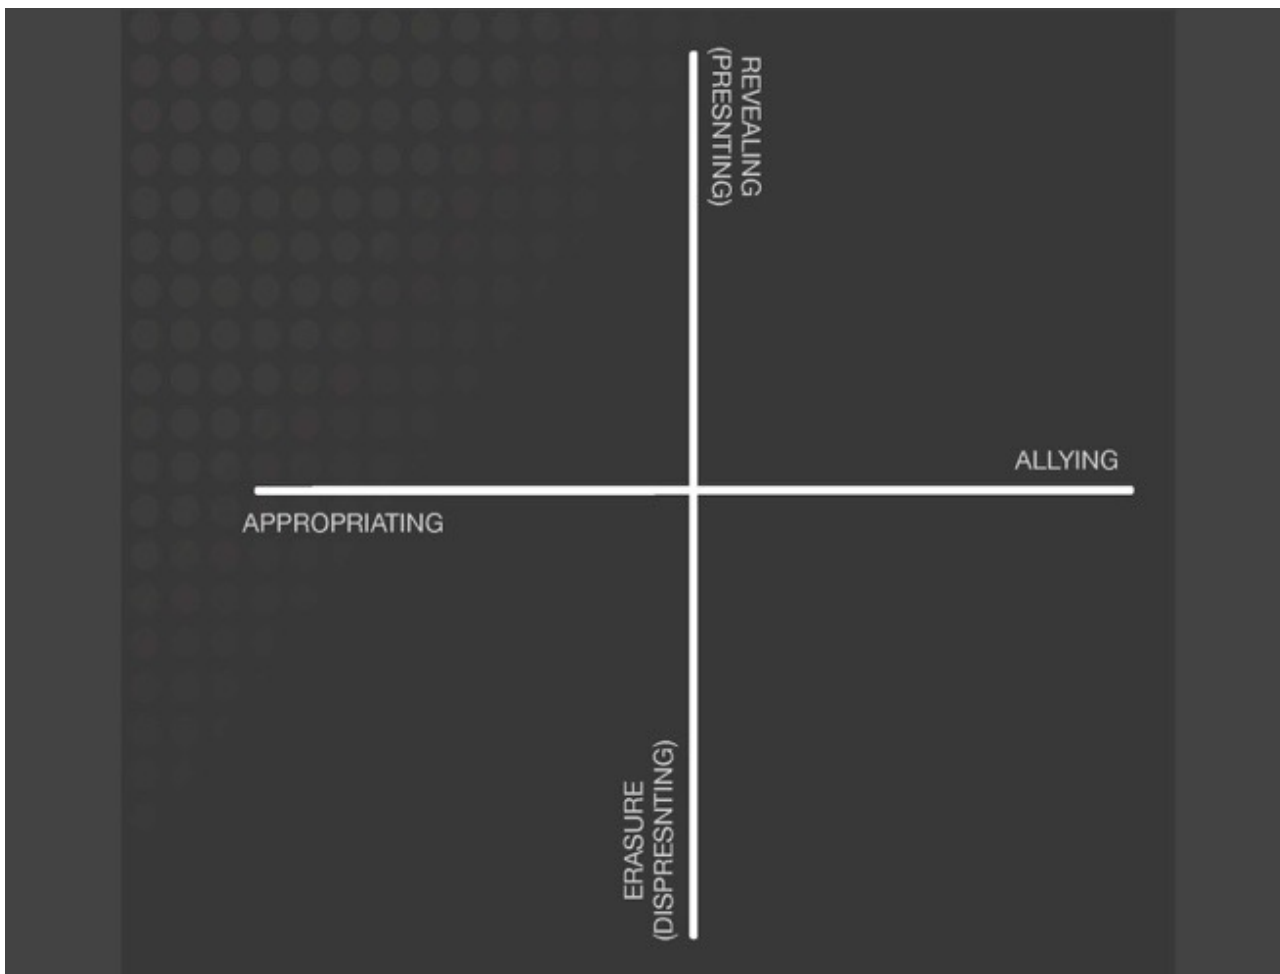 REVEALING
(PRESNTING)
ALLYING
APPROPRIATING
ERASURE
(DISPRESNTING)